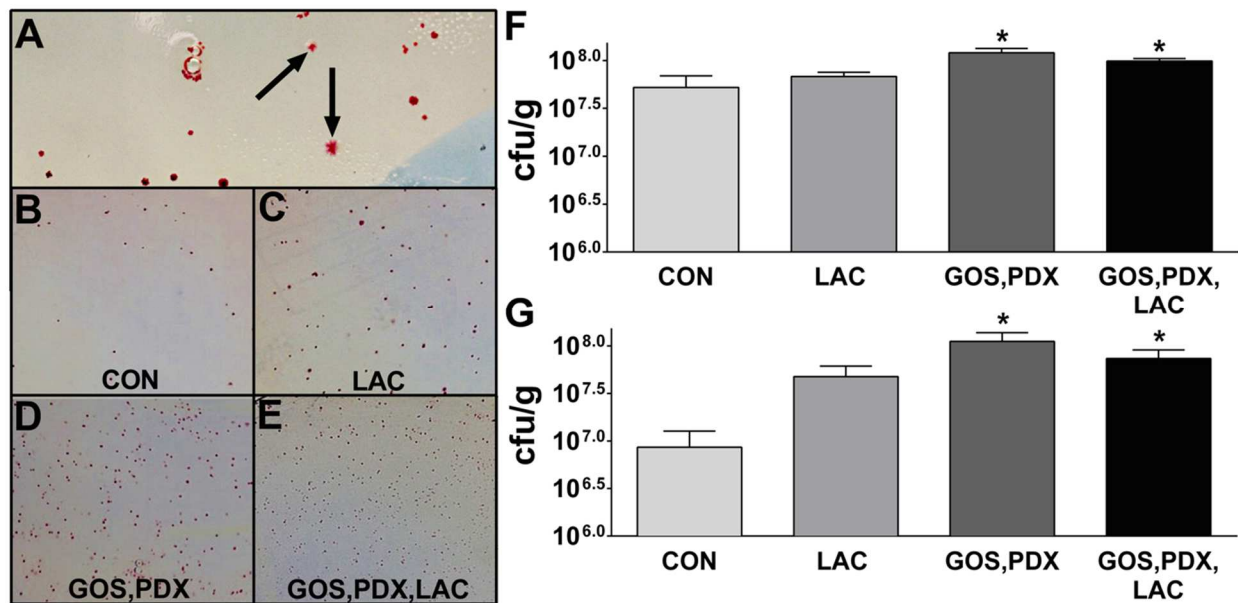 A
B
CON
C
LAC
D
GOS,PDX
E
GOS,PDX,LAC
F
cfu/g
10^8.0
10^7.5
10^7.0
10^6.5
10^6.0
*
*
CON
LAC
GOS,PDX
GOS,PDX,
LAC
G
cfu/g
10^8.0
10^7.5
10^7.0
10^6.5
10^6.0
*
*
CON
LAC
GOS,PDX
GOS,PDX,
LAC